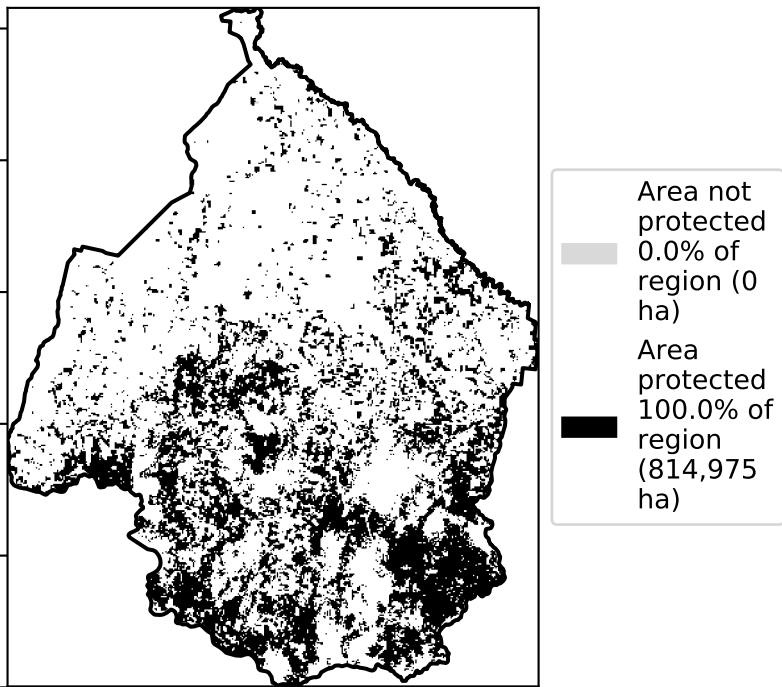 Area not
protected
0.0% of
region (0
ha)
Area
protected
100.0% of
region
(814,975
ha)